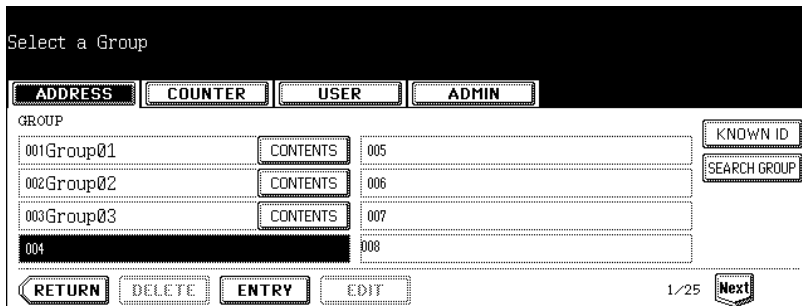 Select a Group
ADDRESS COUNTER USER ADMIN
GROUP
KNOWN ID
001Group01 CONTENTS 005
SEARCH GROUP
002Group02 CONTENTS 006
003Group03 CONTENTS 007
004 008
RETURN DELETE ENTRY EDIT 1/25 Next